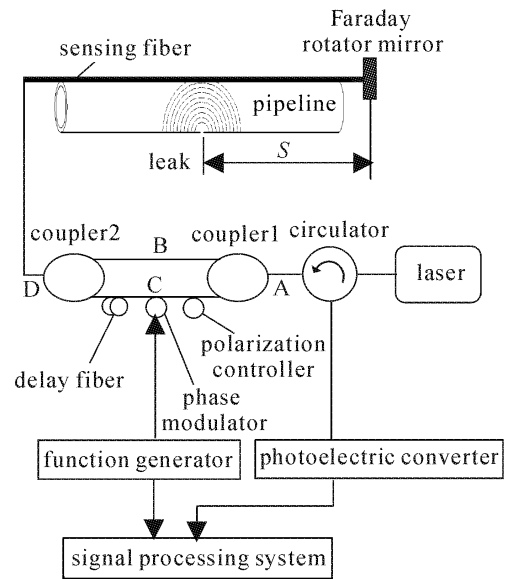 Faraday
rotator mirror
sensing fiber
pipeline
leak
S
coupler2
B
coupler1
circulator
laser
D
C
A
delay fiber
phase
modulator
polarization
controller
function generator
photoelectric converter
signal processing system